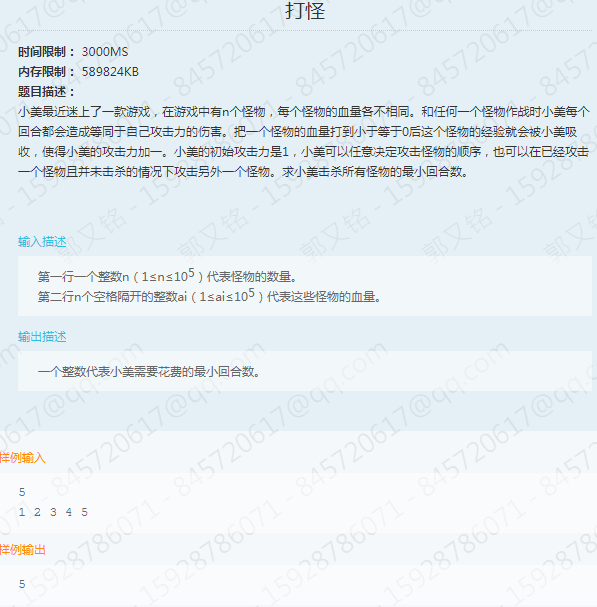 打怪
时间限制： 3000MS
内存限制： 589824KB
题目描述：
小美最近迷上了一款游戏，在游戏中有n个怪物，每个怪物的血量各不相同。和任何一个怪物作战时小美每个
回合都会造成等同于自己攻击力的伤害。把一个怪物的血量打到小于等于0后这个怪物的经验就会被小美吸
收，使得小美的攻击力加一。小美的初始攻击力是1，小美可以任意决定攻击怪物的顺序，也可以在已经攻击
一个怪物且并未击杀的情况下攻击另外一个怪物。求小美击杀所有怪物的最小回合数。
输入描述
第一行一个整数n（1≤n≤10^5）代表怪物的数量。
第二行n个空格隔开的整数ai（1≤ai≤10^5）代表这些怪物的血量。
输出描述
一个整数代表小美需要花费的最小回合数。
样例输入
5
1 2 3 4 5
样例输出
5
郭又铭 - 15928786071 - 845720617@qq.com